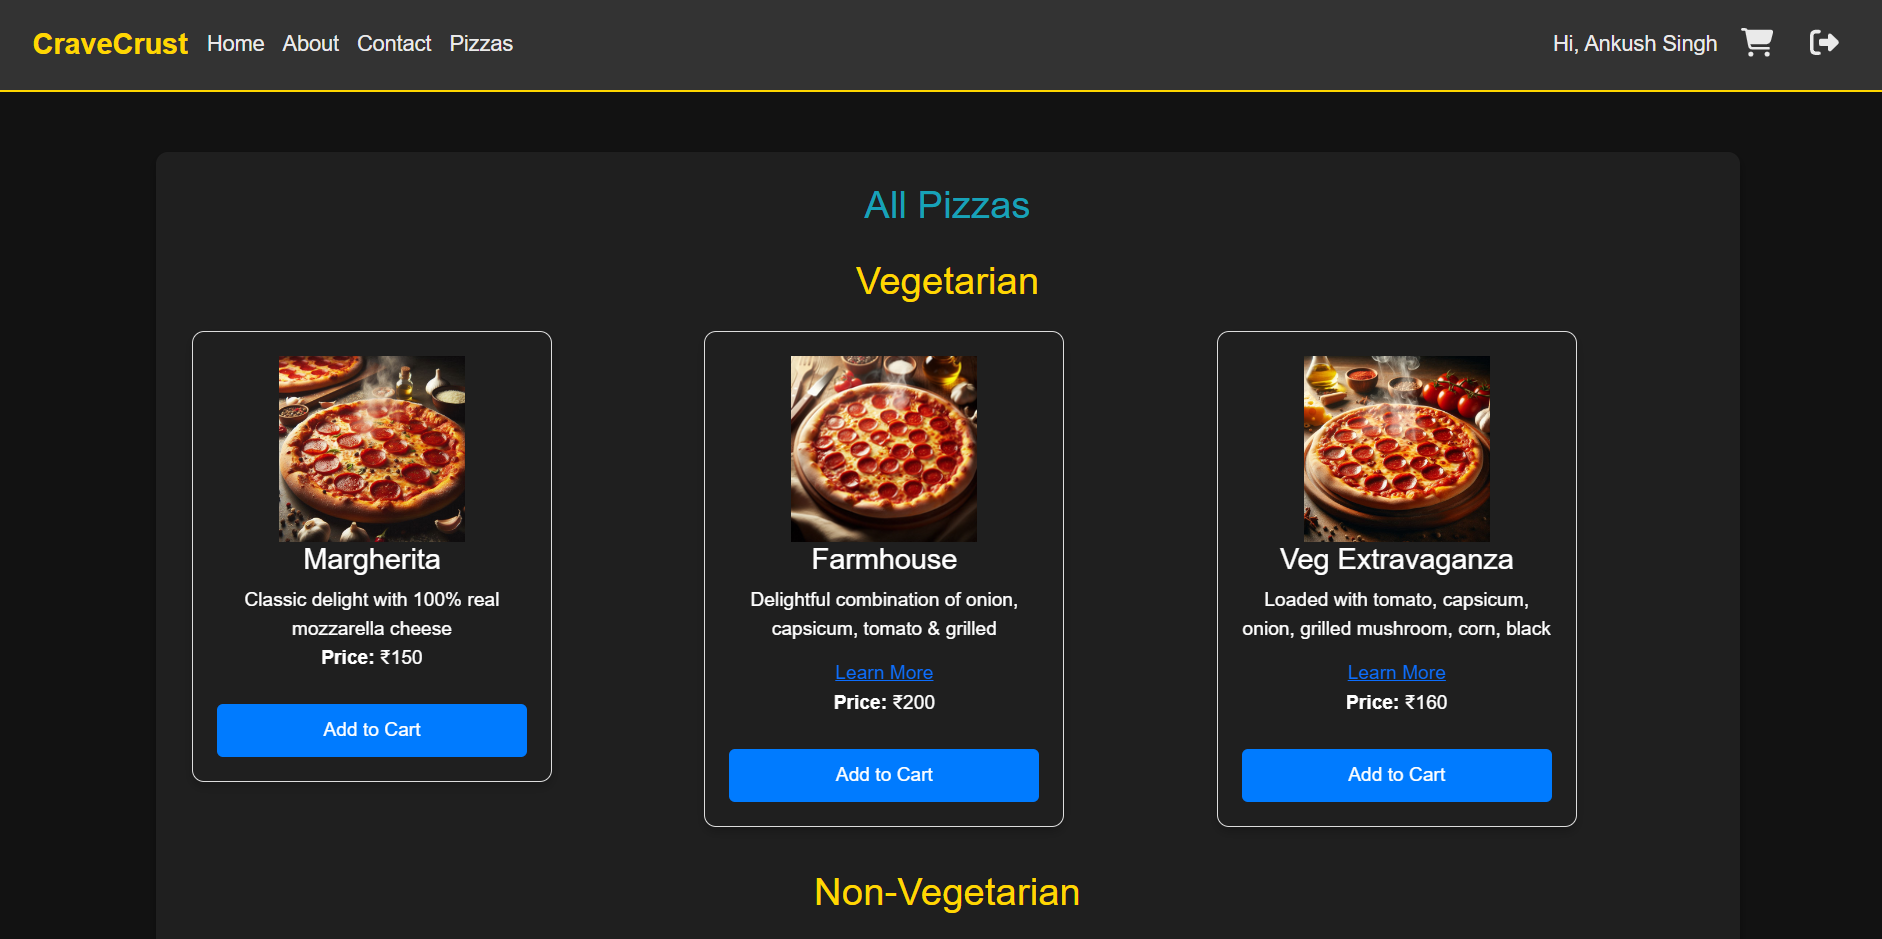 CraveCrust Home About Contact Pizzas Hi, Ankush Singh
All Pizzas
Vegetarian
Margherita
Classic delight with 100% real
mozzarella cheese
Price: ₹150
Add to Cart
Farmhouse
Delightful combination of onion,
capsicum, tomato & grilled
Learn More
Price: ₹200
Add to Cart
Veg Extravaganza
Loaded with tomato, capsicum,
onion, grilled mushroom, corn, black
Learn More
Price: ₹160
Add to Cart
Non-Vegetarian